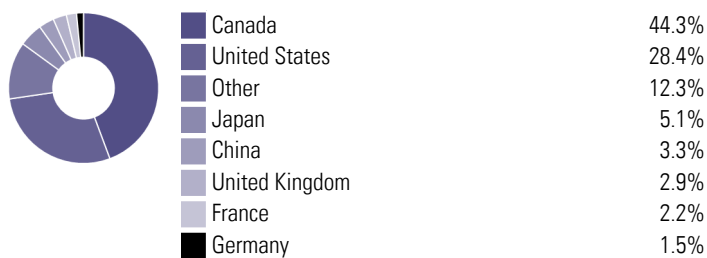 Canada 44.3%
United States 28.4%
Other 12.3%
Japan 5.1%
China 3.3%
United Kingdom 2.9%
France 2.2%
Germany 1.5%